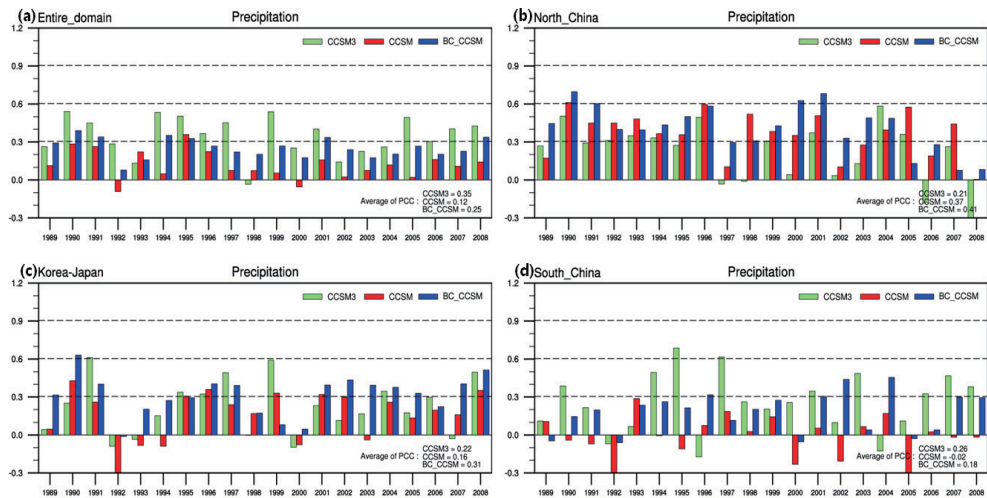 (a) Entire_domain Precipitation
CCSM3 CCSM BC_CCSM
1.2
0.9
0.6
0.3
0.0
-0.3
CCSM3 = 0.35
Average of PCC : CCSM = 0.12
BC_CCSM = 0.25
1989 1990 1991 1992 1993 1994 1995 1996 1997 1998 1999 2000 2001 2002 2003 2004 2005 2006 2007 2008
(b) North_China Precipitation
CCSM3 CCSM BC_CCSM
1.2
0.9
0.6
0.3
0.0
-0.3
CCSM3 = 0.21
Average of PCC : CCSM = 0.37
BC_CCSM = 0.41
1989 1990 1991 1992 1993 1994 1995 1996 1997 1998 1999 2000 2001 2002 2003 2004 2005 2006 2007 2008
(c) Korea-Japan Precipitation
CCSM3 CCSM BC_CCSM
1.2
0.9
0.6
0.3
0.0
-0.3
CCSM3 = 0.22
Average of PCC : CCSM = 0.16
BC_CCSM = 0.31
1989 1990 1991 1992 1993 1994 1995 1996 1997 1998 1999 2000 2001 2002 2003 2004 2005 2006 2007 2008
(d) South_China Precipitation
CCSM3 CCSM BC_CCSM
1.2
0.9
0.6
0.3
0.0
-0.3
CCSM3 = 0.26
Average of PCC : CCSM = -0.02
BC_CCSM = 0.18
1989 1990 1991 1992 1993 1994 1995 1996 1997 1998 1999 2000 2001 2002 2003 2004 2005 2006 2007 2008